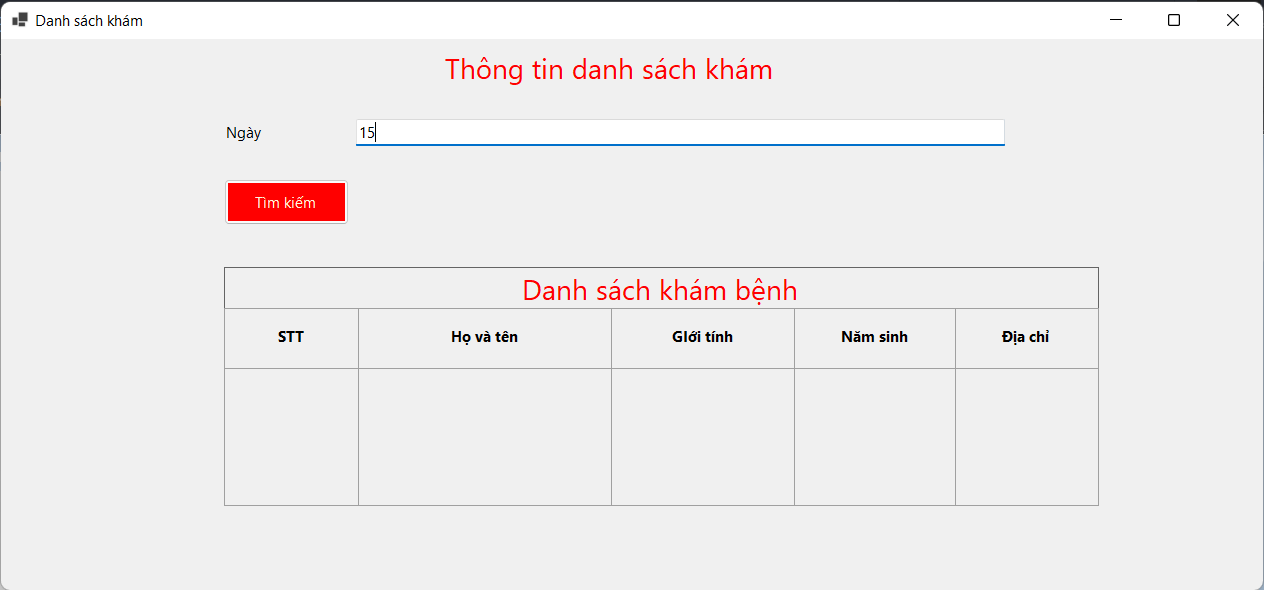 Danh sách khám
Thông tin danh sách khám
Ngày 15
Tìm kiếm
Danh sách khám bệnh
STT Họ và tên GIới tính Năm sinh Địa chỉ